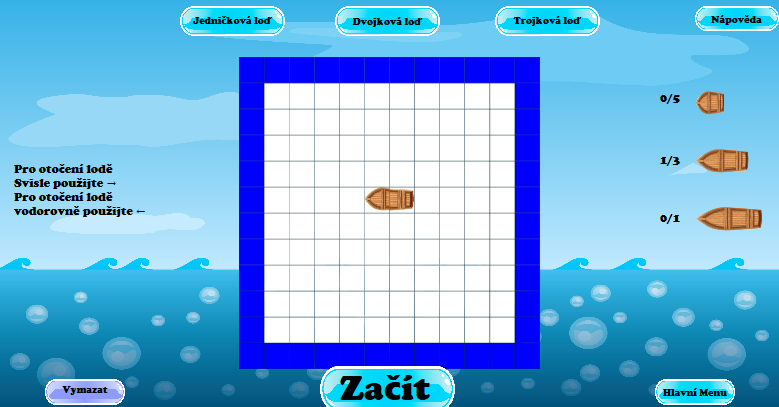 Jedničková loď
Dvojková loď
Trojková loď
Nápověda
0/5
1/3
0/1
Pro otočení lodě
Svisle použijte →
Pro otočení lodě
vodorovně použijte ←
Vymazat
Začít
Hlavní Menu